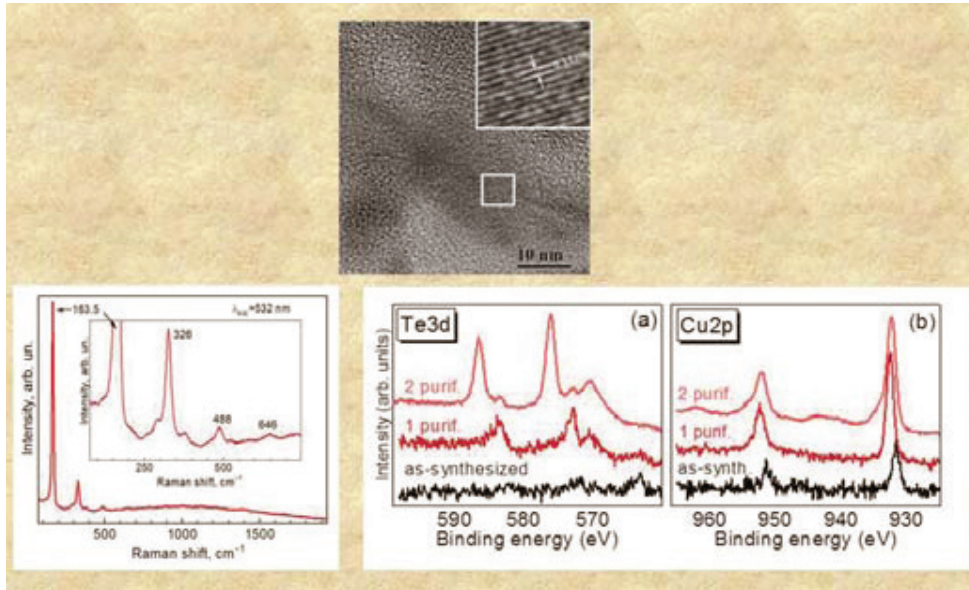 10 nm
163.5
λexc=532 nm
326
488
646
Intensity, arb. un.
250
500
Raman shift, cm⁻¹
Intensity, arb. un.
500
1000
1500
Raman shift, cm⁻¹
Te3d
(a)
2 purif.
1 purif.
as-synthesized
Intensity (arb. units)
590
580
570
Binding energy (eV)
Cu2p
(b)
2 purif.
1 purif.
as-synth.
960
950
940
930
Binding energy (eV)